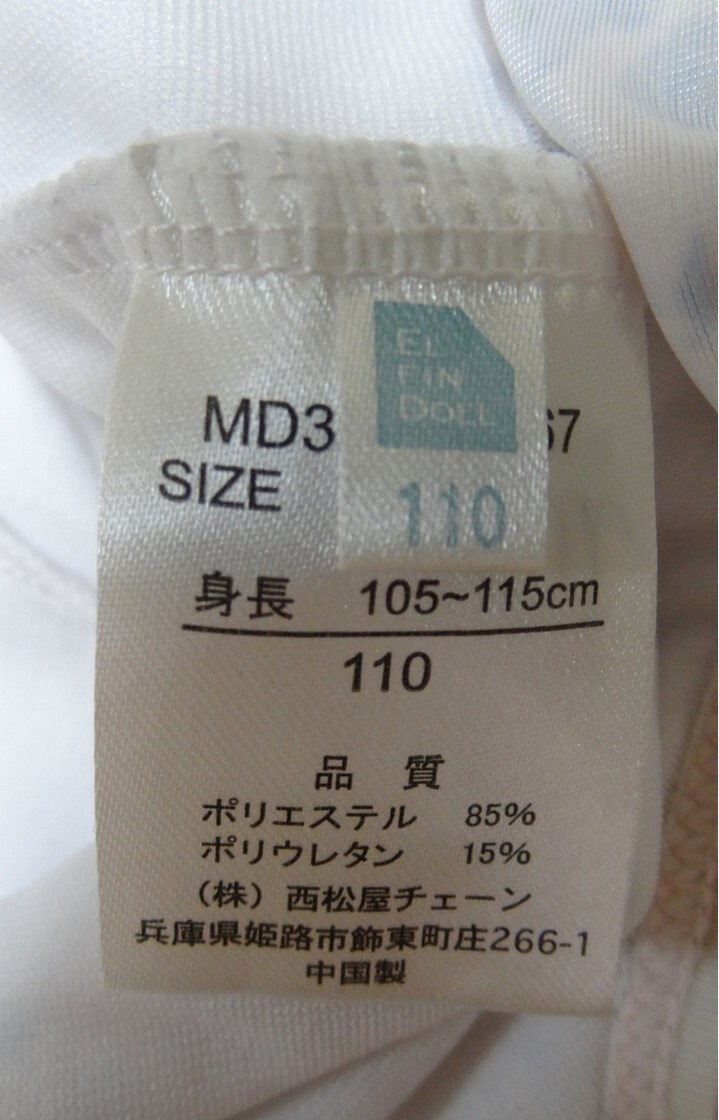 EL
FIN
DOLL
110
MD3 67
SIZE
身長 105~115cm
110
品 質
ポリエステル 85%
ポリウレタン 15%
（株）西松屋チェーン
兵庫県姫路市飾東町庄266-1
中国製